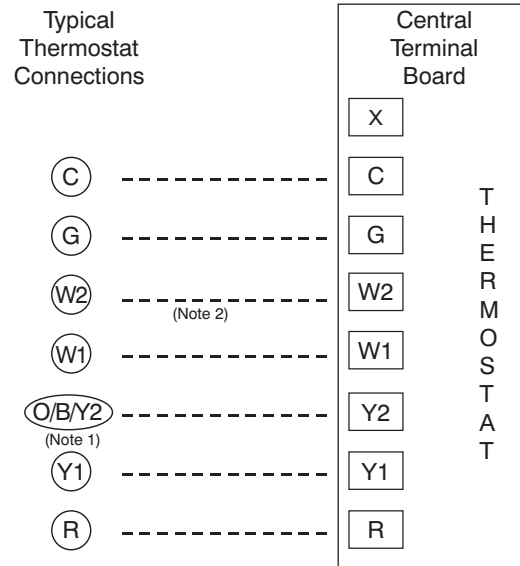 Typical
Thermostat
Connections
Central
Terminal
Board
X
C
C
G
G
W2
(Note 2)
W2
W1
W1
O/B/Y2
(Note 1)
Y2
Y1
Y1
R
R
THERMOSTAT